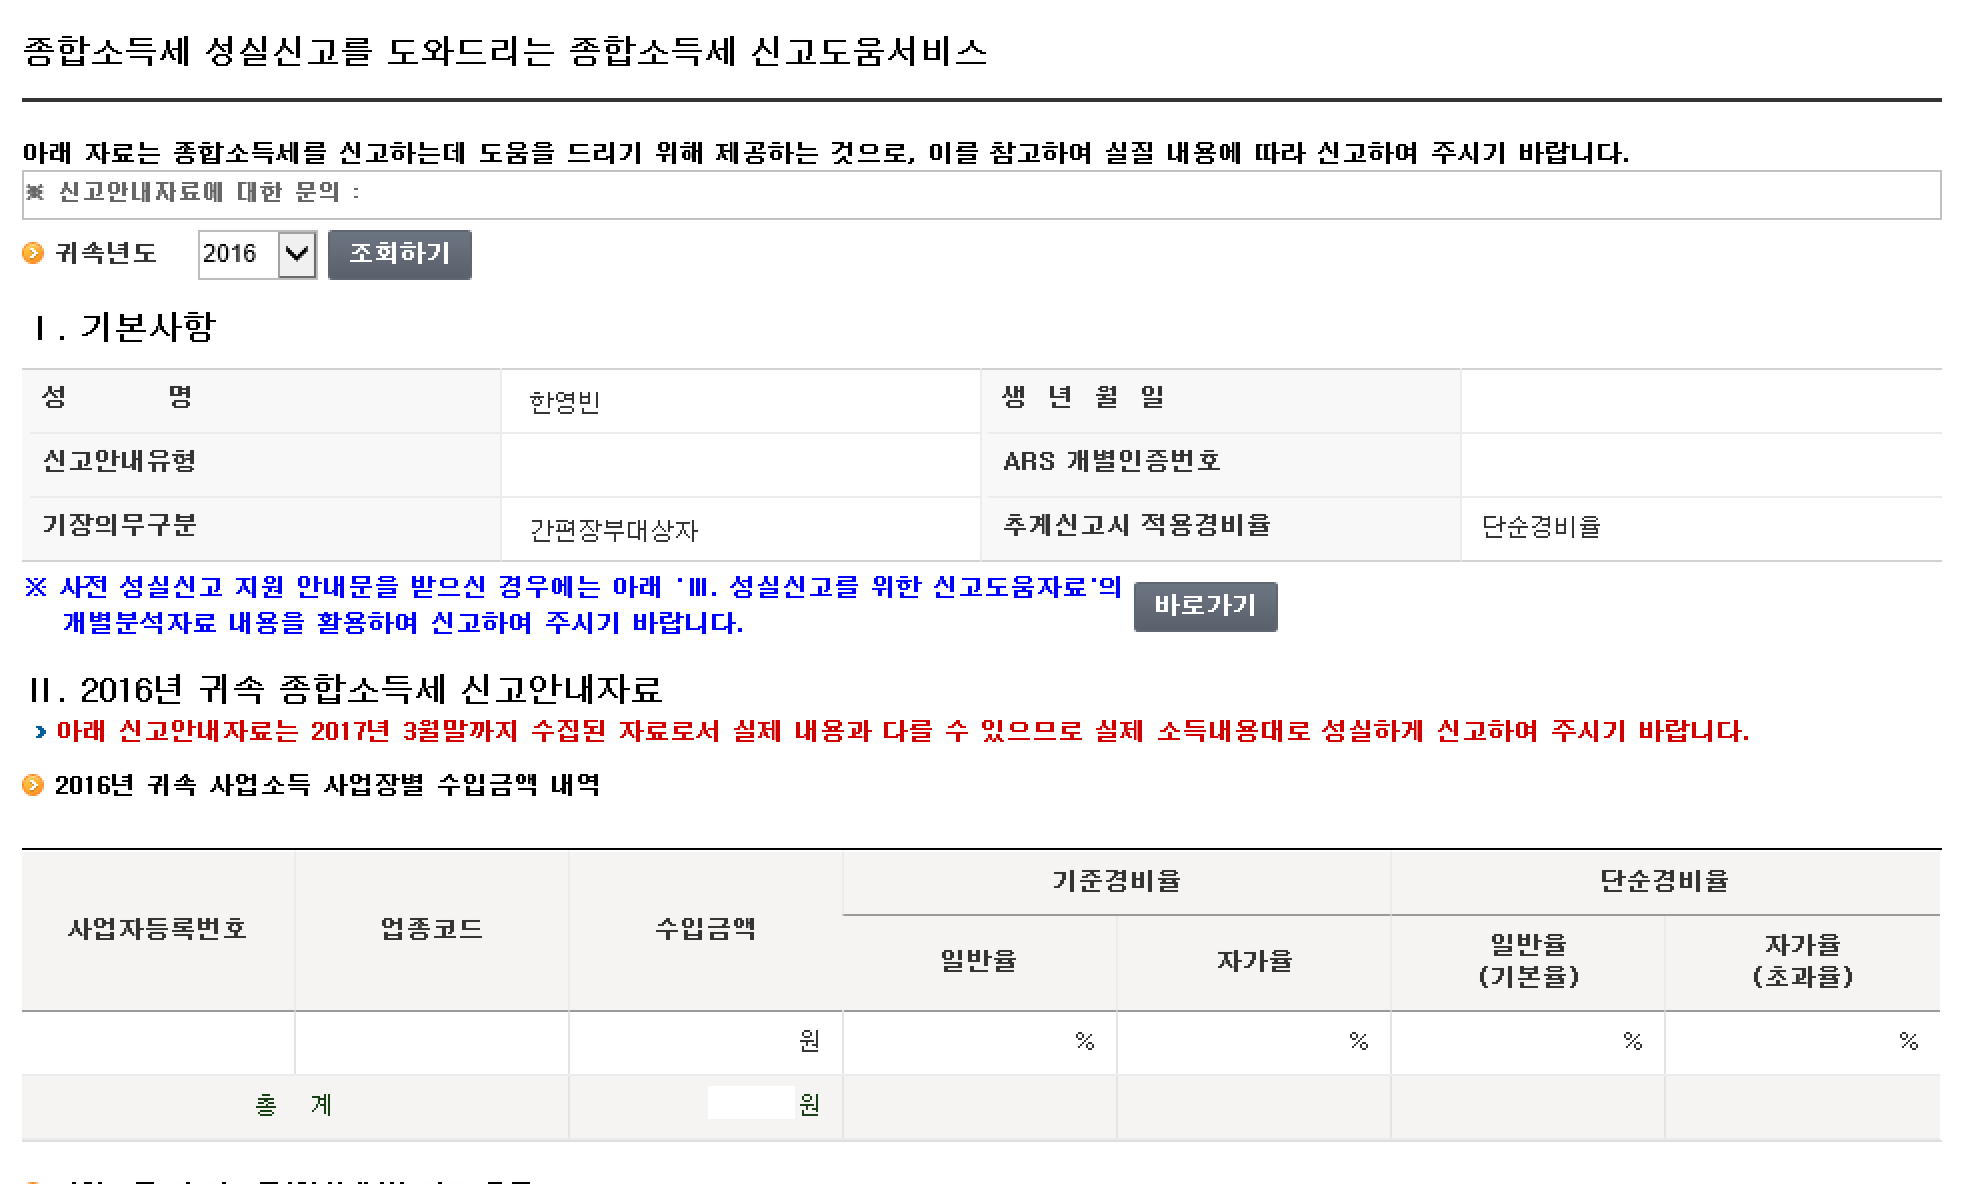 종합소득세 성실신고를 도와드리는 종합소득세 신고도움서비스
아래 자료는 종합소득세를 신고하는데 도움을 드리기 위해 제공하는 것으로, 이를 참고하여 실질 내용에 따라 신고하여 주시기 바랍니다.
※ 신고안내자료에 대한 문의 :
귀속년도 2016 조회하기
Ⅰ. 기본사항
성 명 한영빈 생 년 월 일
신고안내유형 ARS 개별인증번호
기장의무구분 간편장부대상자 추계신고시 적용경비율 단순경비율
※ 사전 성실신고 지원 안내문을 받으신 경우에는 아래 'Ⅲ. 성실신고를 위한 신고도움자료'의
개별분석자료 내용을 활용하여 신고하여 주시기 바랍니다.
바로가기
Ⅱ. 2016년 귀속 종합소득세 신고안내자료
아래 신고안내자료는 2017년 3월말까지 수집된 자료로서 실제 내용과 다를 수 있으므로 실제 소득내용대로 성실하게 신고하여 주시기 바랍니다.
2016년 귀속 사업소득 사업장별 수입금액 내역
사업자등록번호 업종코드 수입금액 기준경비율 단순경비율
일반율 자가율 일반율 자가율
(기본율) (초과율)
원 % % % %
총 계 원